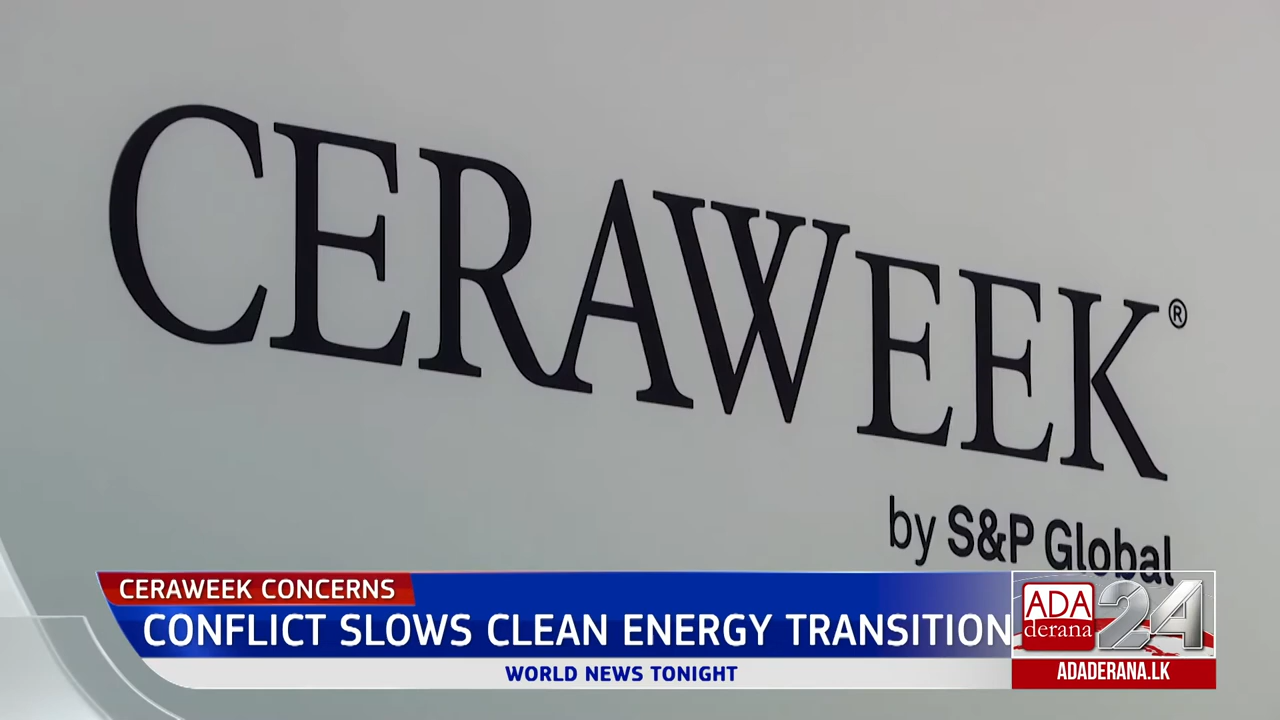 CERAWEEK®
by S&P Global
CERAWEEK CONCERNS
CONFLICT SLOWS CLEAN ENERGY TRANSITION
WORLD NEWS TONIGHT
ADA
derana
24
ADADERANA.LK